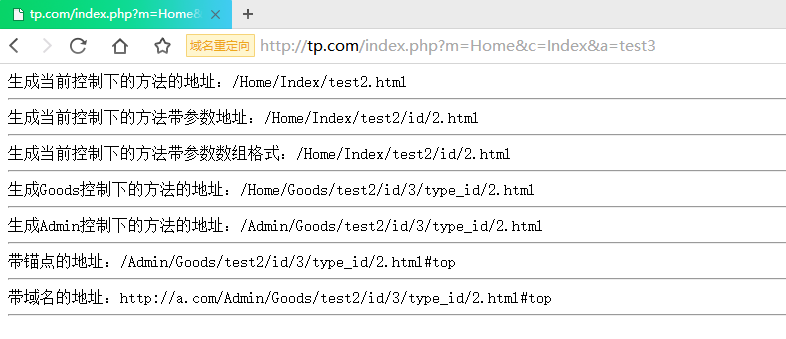 tp.com/index.php?m=Home&
域名重定向 http://tp.com/index.php?m=Home&c=Index&a=test3
生成当前控制下的方法的地址：/Home/Index/test2.html
生成当前控制下的方法带参数地址：/Home/Index/test2/id/2.html
生成当前控制下的方法带参数数组格式：/Home/Index/test2/id/2.html
生成Goods控制下的方法的地址：/Home/Goods/test2/id/3/type_id/2.html
生成Admin控制下的方法的地址：/Admin/Goods/test2/id/3/type_id/2.html
带锚点的地址：/Admin/Goods/test2/id/3/type_id/2.html#top
带域名的地址：http://a.com/Admin/Goods/test2/id/3/type_id/2.html#top